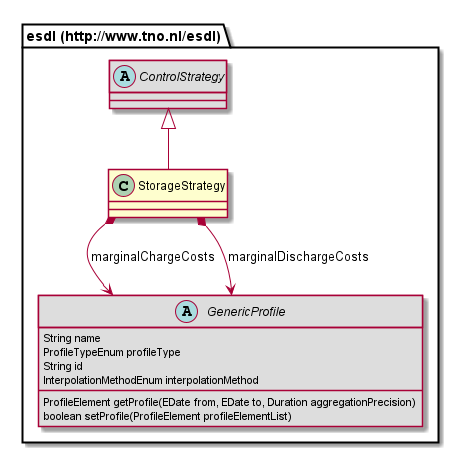 esdl (http://www.tno.nl/esdl)
A ControlStrategy
C StorageStrategy
marginalChargeCosts
marginalDischargeCosts
A GenericProfile
String name
ProfileTypeEnum profileType
String id
InterpolationMethodEnum interpolationMethod
ProfileElement getProfile(EDate from, EDate to, Duration aggregationPrecision)
boolean setProfile(ProfileElement profileElementList)